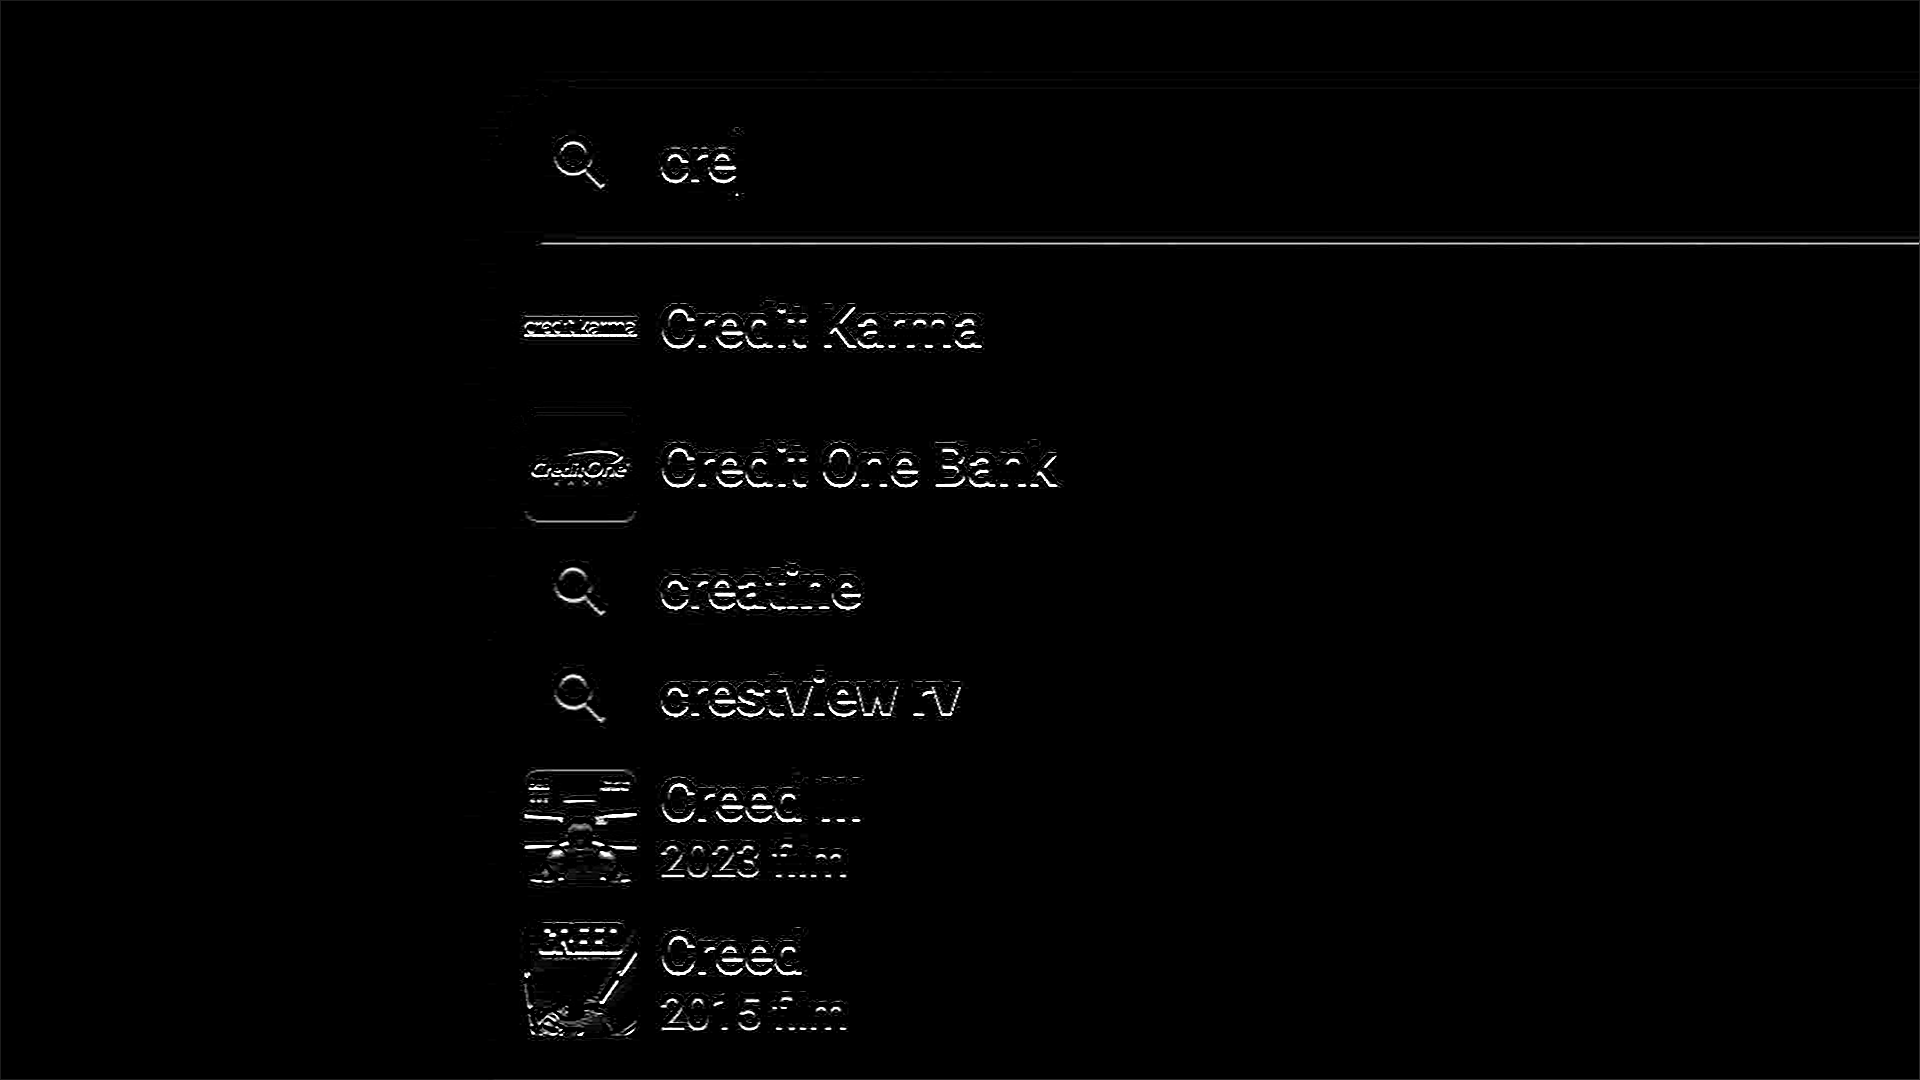 cre
credit karma Credit Karma
CreditOne BANK Credit One Bank
creatine
crestview rv
Creed III
2023 film
CREED
Creed
2015 film